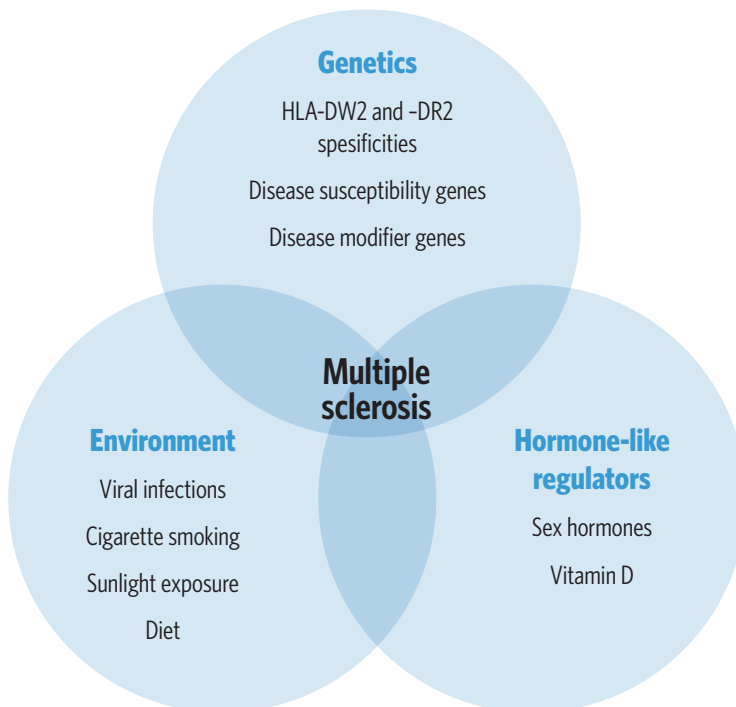 Genetics
HLA-DW2 and –DR2
spesificities
Disease susceptibility genes
Disease modifier genes
Multiple
sclerosis
Environment
Viral infections
Cigarette smoking
Sunlight exposure
Diet
Hormone-like
regulators
Sex hormones
Vitamin D